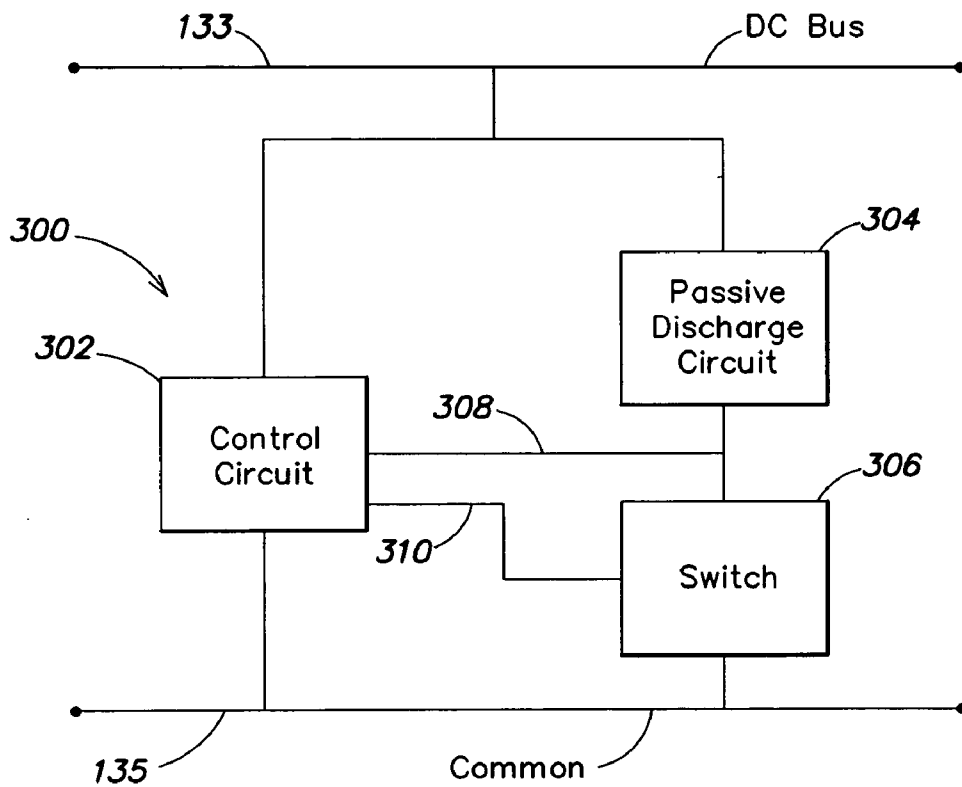 133
DC Bus
300
304
Passive
Discharge
Circuit
302
308
Control
Circuit
306
310
Switch
135
Common